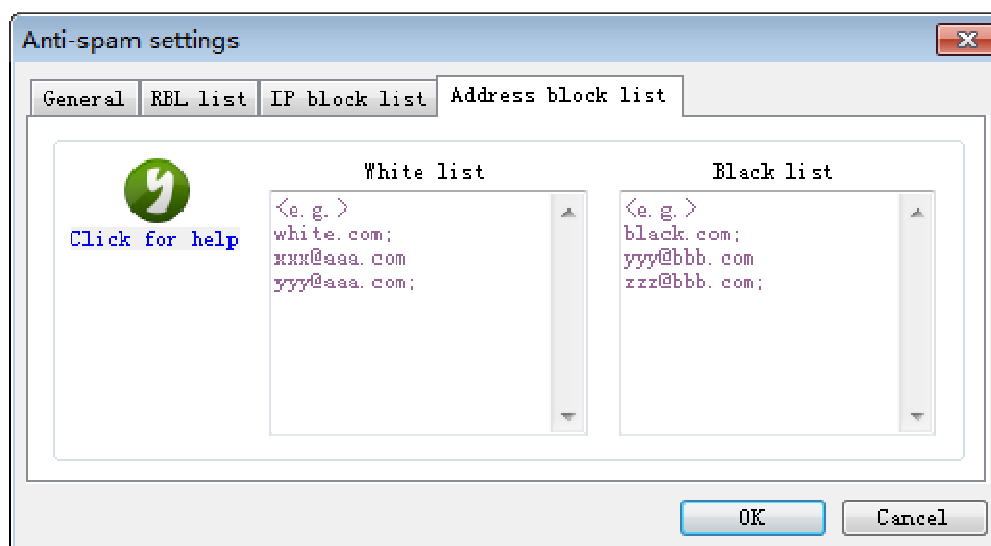 Anti-spam settings
General RBL list IP block list Address block list
White list Black list
<e.g.>
white.com;
xxx@aaa.com
yyy@aaa.com;
<e.g.>
black.com;
yyy@bbb.com
zzz@bbb.com;
Click for help
OK Cancel